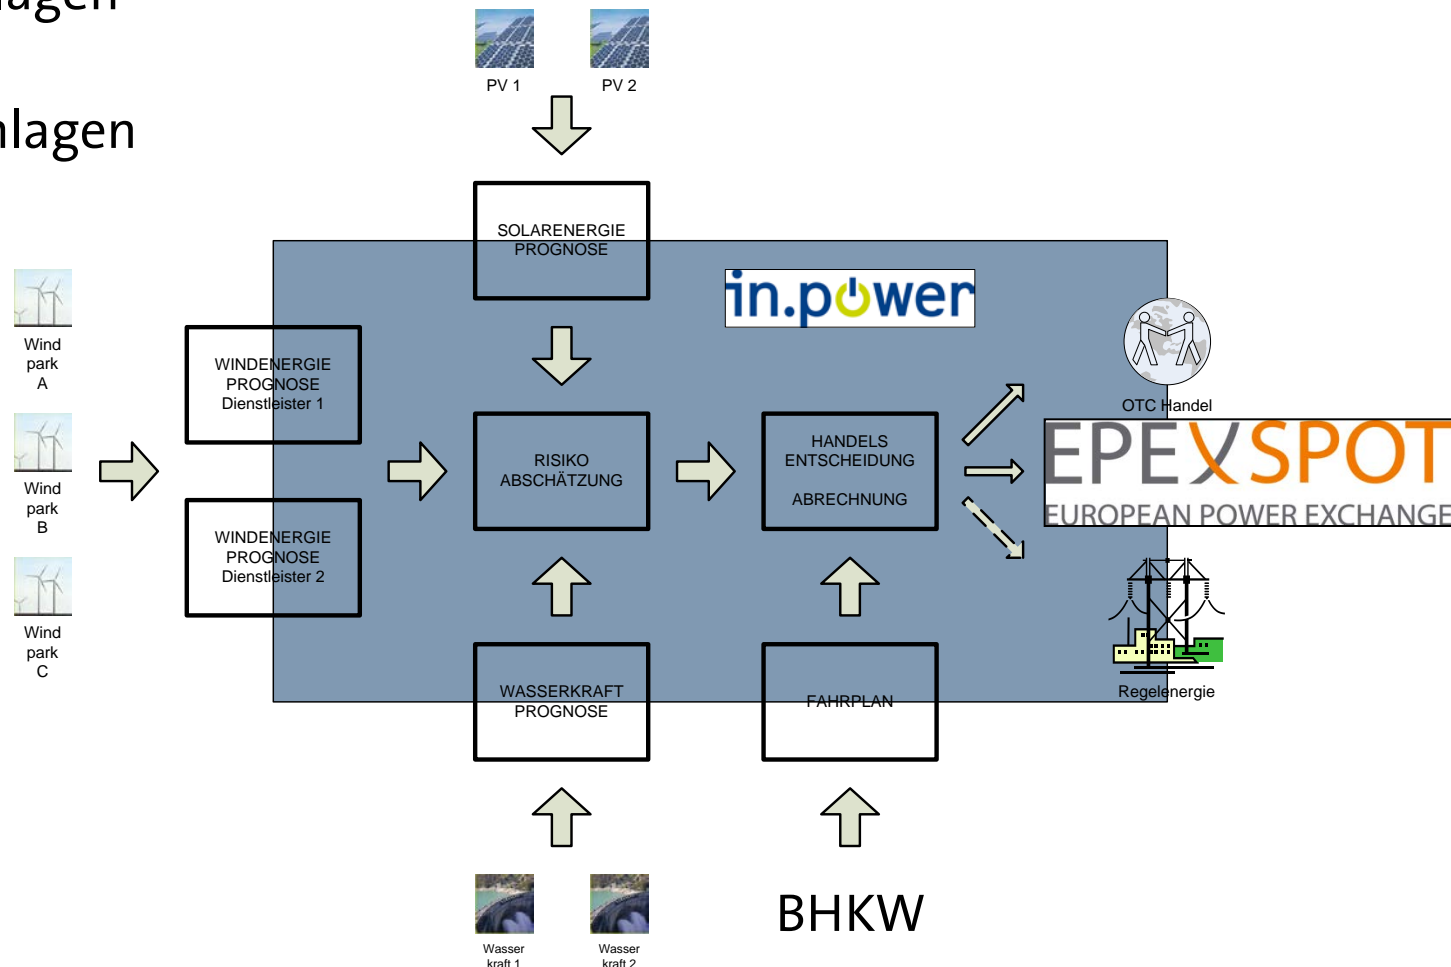 PV 1
PV 2
SOLARENERGIE
PROGNOSE
in.power
Wind
park
A
WINDENERGIE
PROGNOSE
Dienstleister 1
OTC Handel
HANDELS
ENTSCHEIDUNG
ABRECHNUNG
RISIKO
ABSCHÄTZUNG
EPEXSPOT
EUROPEAN POWER EXCHANGE
Wind
park
B
WINDENERGIE
PROGNOSE
Dienstleister 2
Wind
park
C
WASSERKRAFT
PROGNOSE
FAHRPLAN
Regelenergie
BHKW
Wasser
kraft 1
Wasser
kraft 2